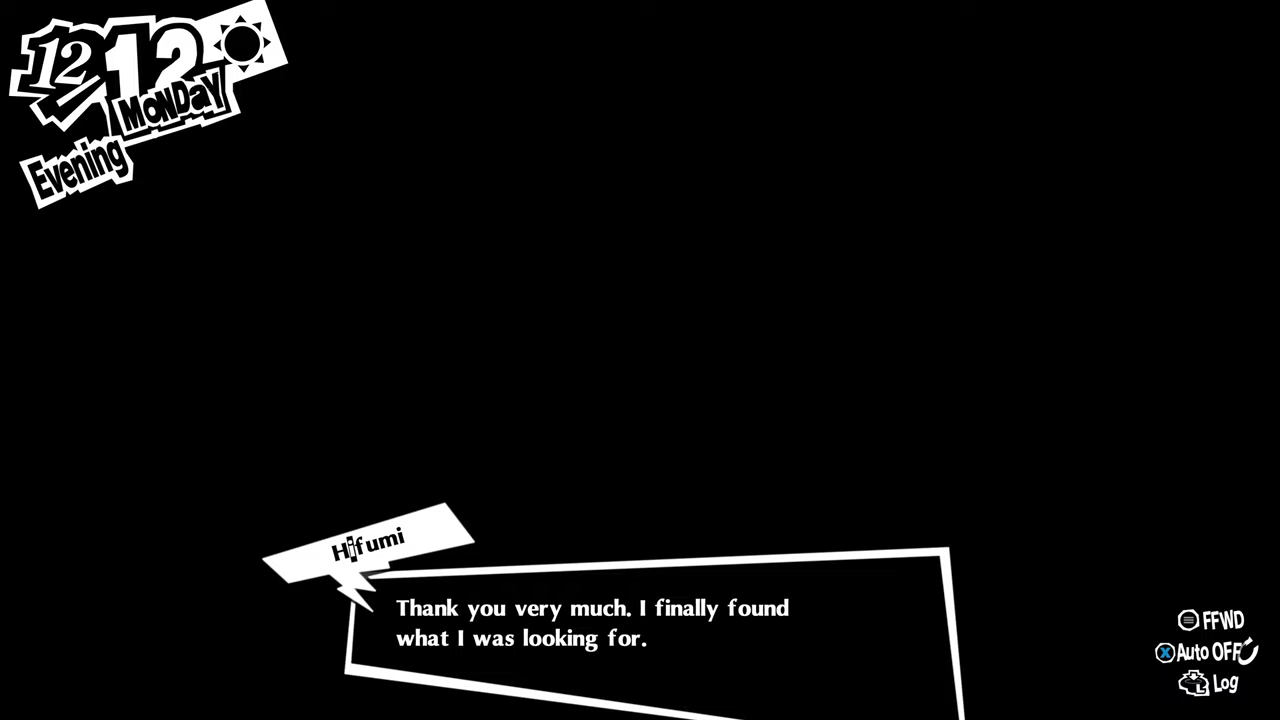 12 12
MONDAY
Evening
Hifumi
Thank you very much. I finally found
what I was looking for.
FFWD
X Auto OFF
L Log